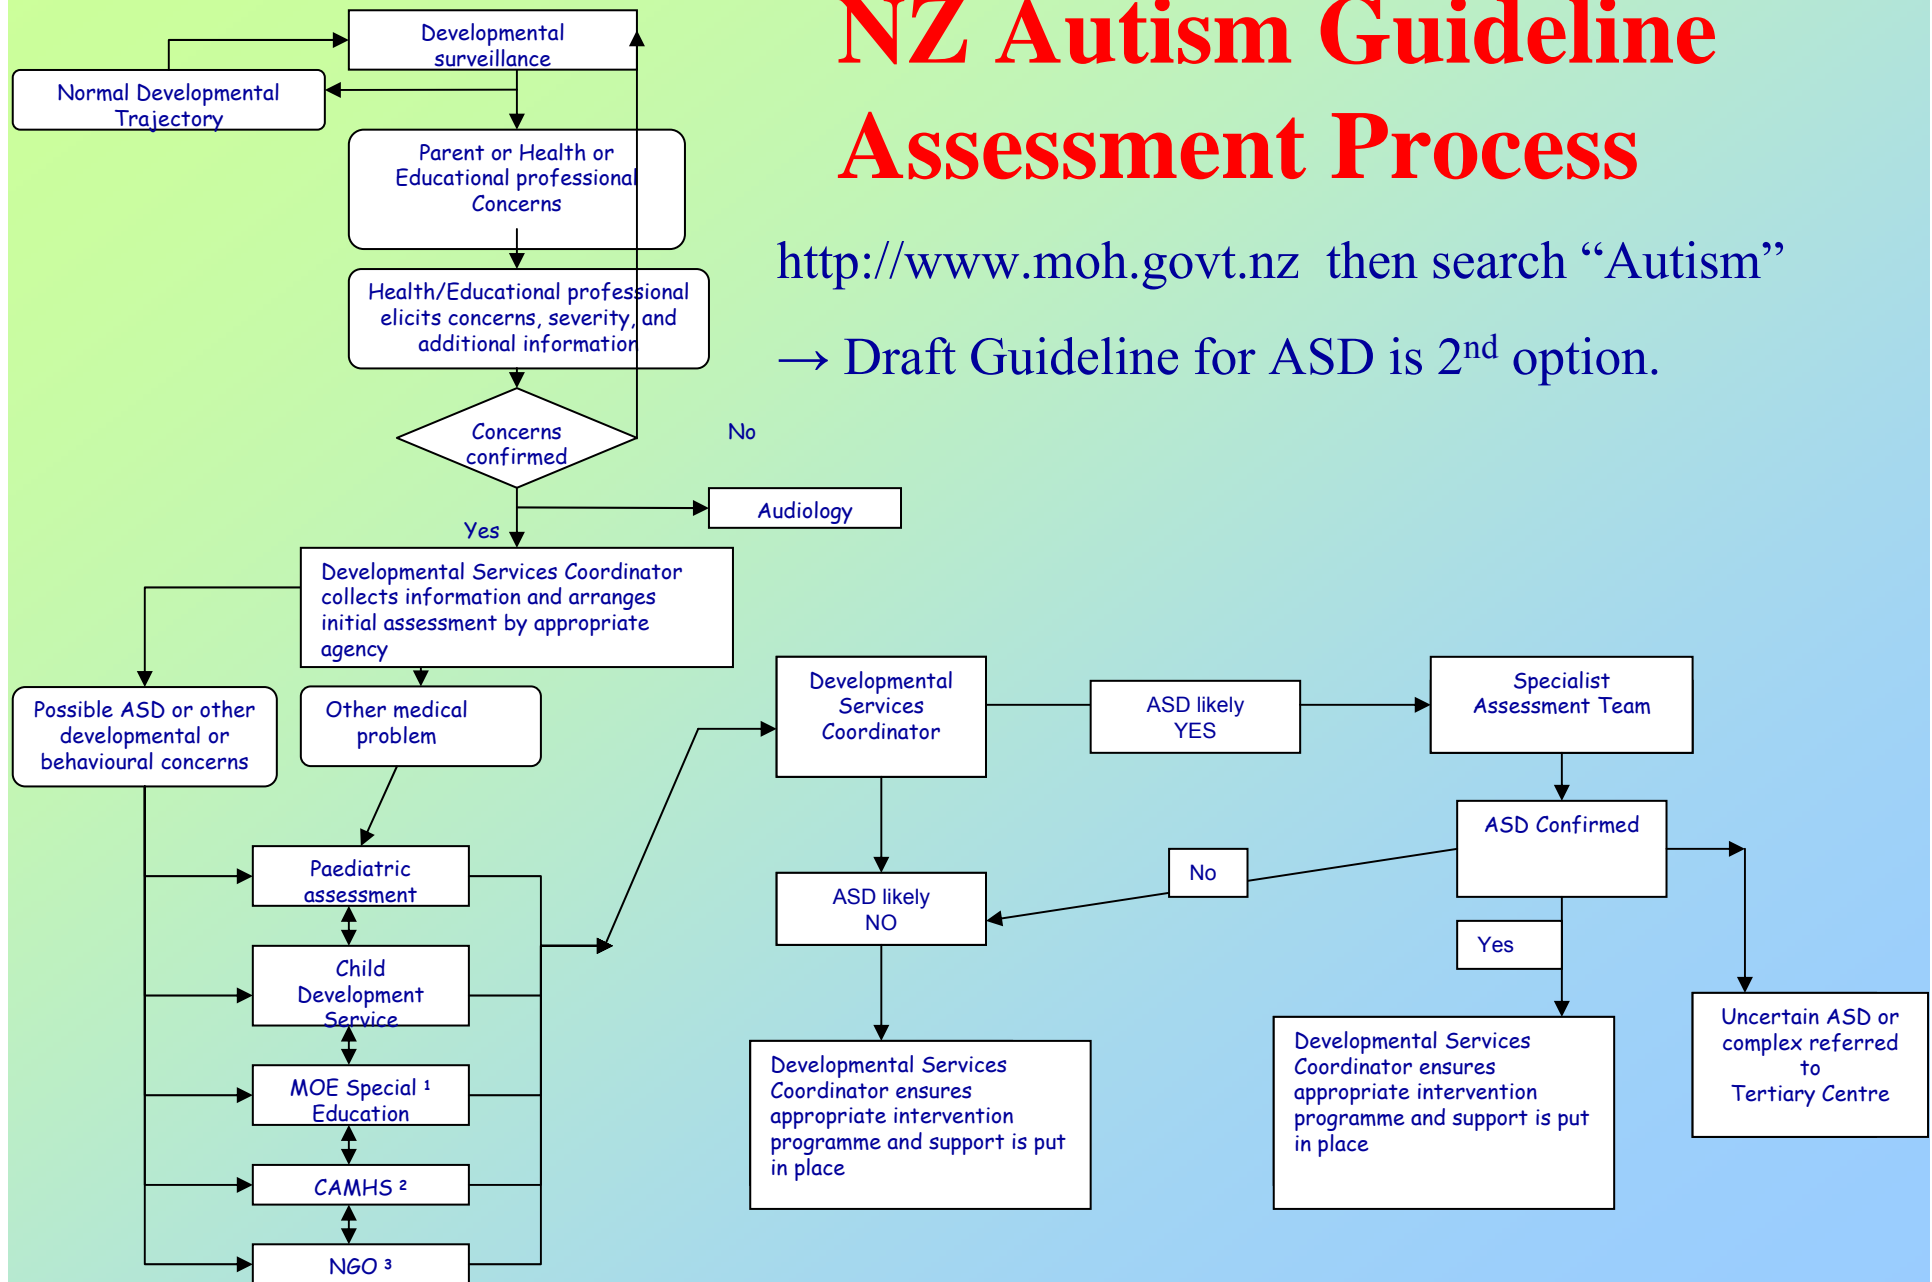 NZ Autism Guideline
Assessment Process
http://www.moh.govt.nz then search “Autism”
→ Draft Guideline for ASD is 2nd option.
Developmental
surveillance
Normal Developmental
Trajectory
Parent or Health or
Educational professional
Concerns
Health/Educational professional
elicits concerns, severity, and
additional information
Concerns
confirmed
No
Audiology
Yes
Developmental Services Coordinator
collects information and arranges
initial assessment by appropriate
agency
Possible ASD or other
developmental or
behavioural concerns
Other medical
problem
Paediatric
assessment
Child
Development
Service
MOE Special ¹
Education
CAMHS ²
NGO ³
Developmental
Services
Coordinator
ASD likely
YES
Specialist
Assessment Team
ASD Confirmed
No
ASD likely
NO
Yes
Developmental Services
Coordinator ensures
appropriate intervention
programme and support is put
in place
Developmental Services
Coordinator ensures
appropriate intervention
programme and support is put
in place
Uncertain ASD or
complex referred
to
Tertiary Centre